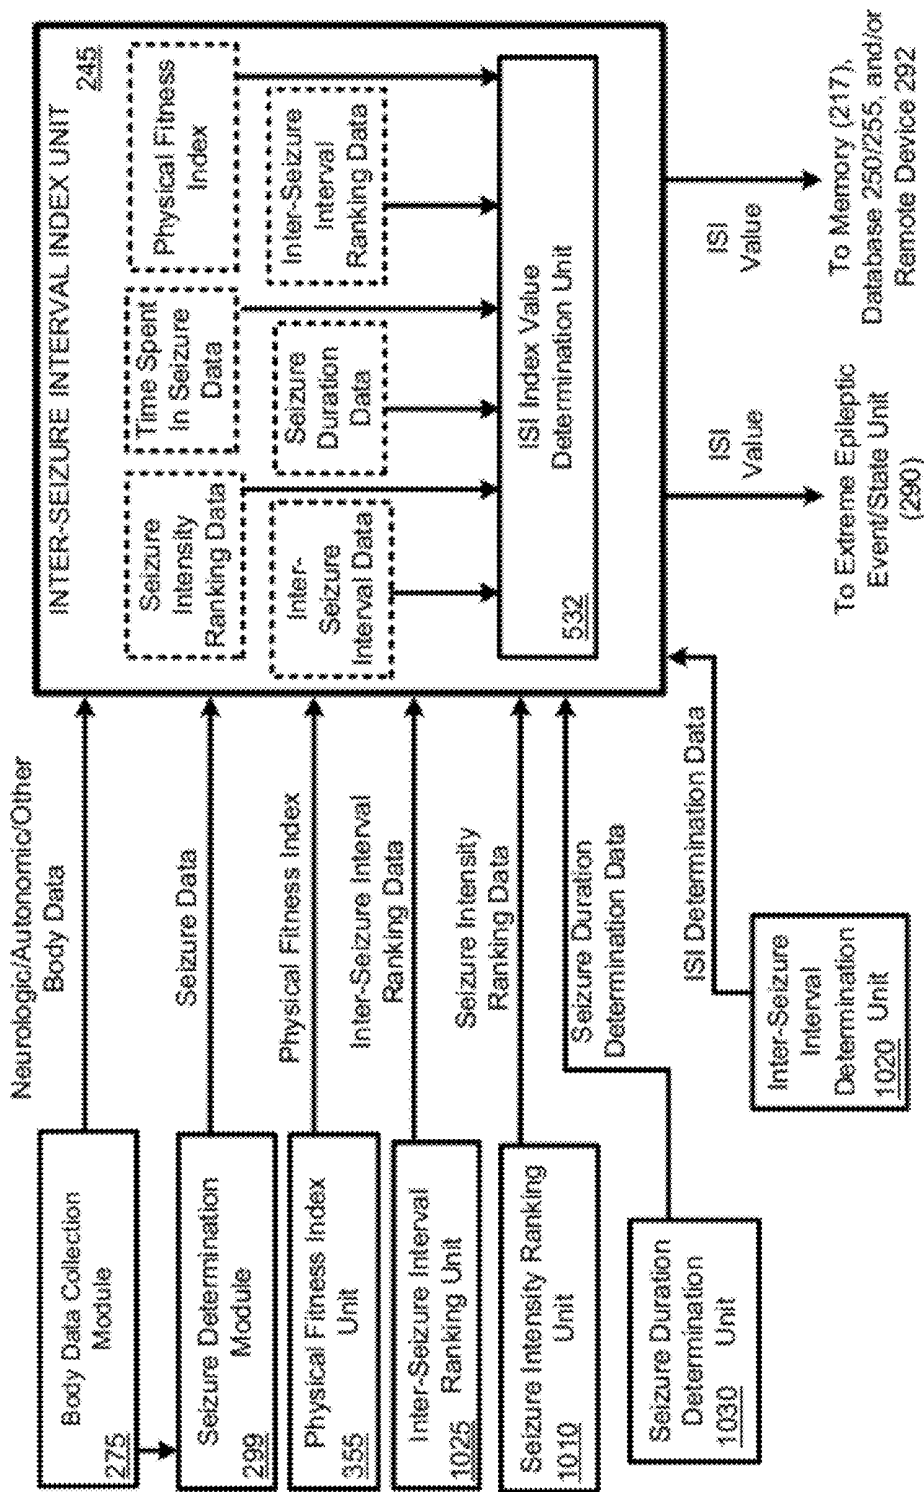 Body Data Collection
Module
275
Seizure Determination
Module
299
Physical Fitness Index
Unit
355
Inter-Seizure Interval
Ranking Unit
1025
Seizure Intensity Ranking
Unit
1010
Seizure Duration
Determination
Unit
1030
Inter-Seizure
Interval
Determination
Unit
1020
Neurologic/Autonomic/Other
Body Data
Seizure Data
Physical Fitness Index
Inter-Seizure Interval
Ranking Data
Seizure Intensity
Ranking Data
Seizure Duration
Determination Data
ISI Determination Data
INTER-SEIZURE INTERVAL INDEX UNIT
245
Seizure
Intensity
Ranking Data
Time Spent
In Seizure
Data
Physical Fitness
Index
Inter-
Seizure
Interval Data
Seizure
Duration
Data
Inter-Seizure
Interval
Ranking Data
ISI Index Value
Determination Unit
532
ISI
Value
ISI
Value
To Extreme Epileptic
Event/State Unit
(290)
To Memory (217),
Database 250/255, and/or
Remote Device 292